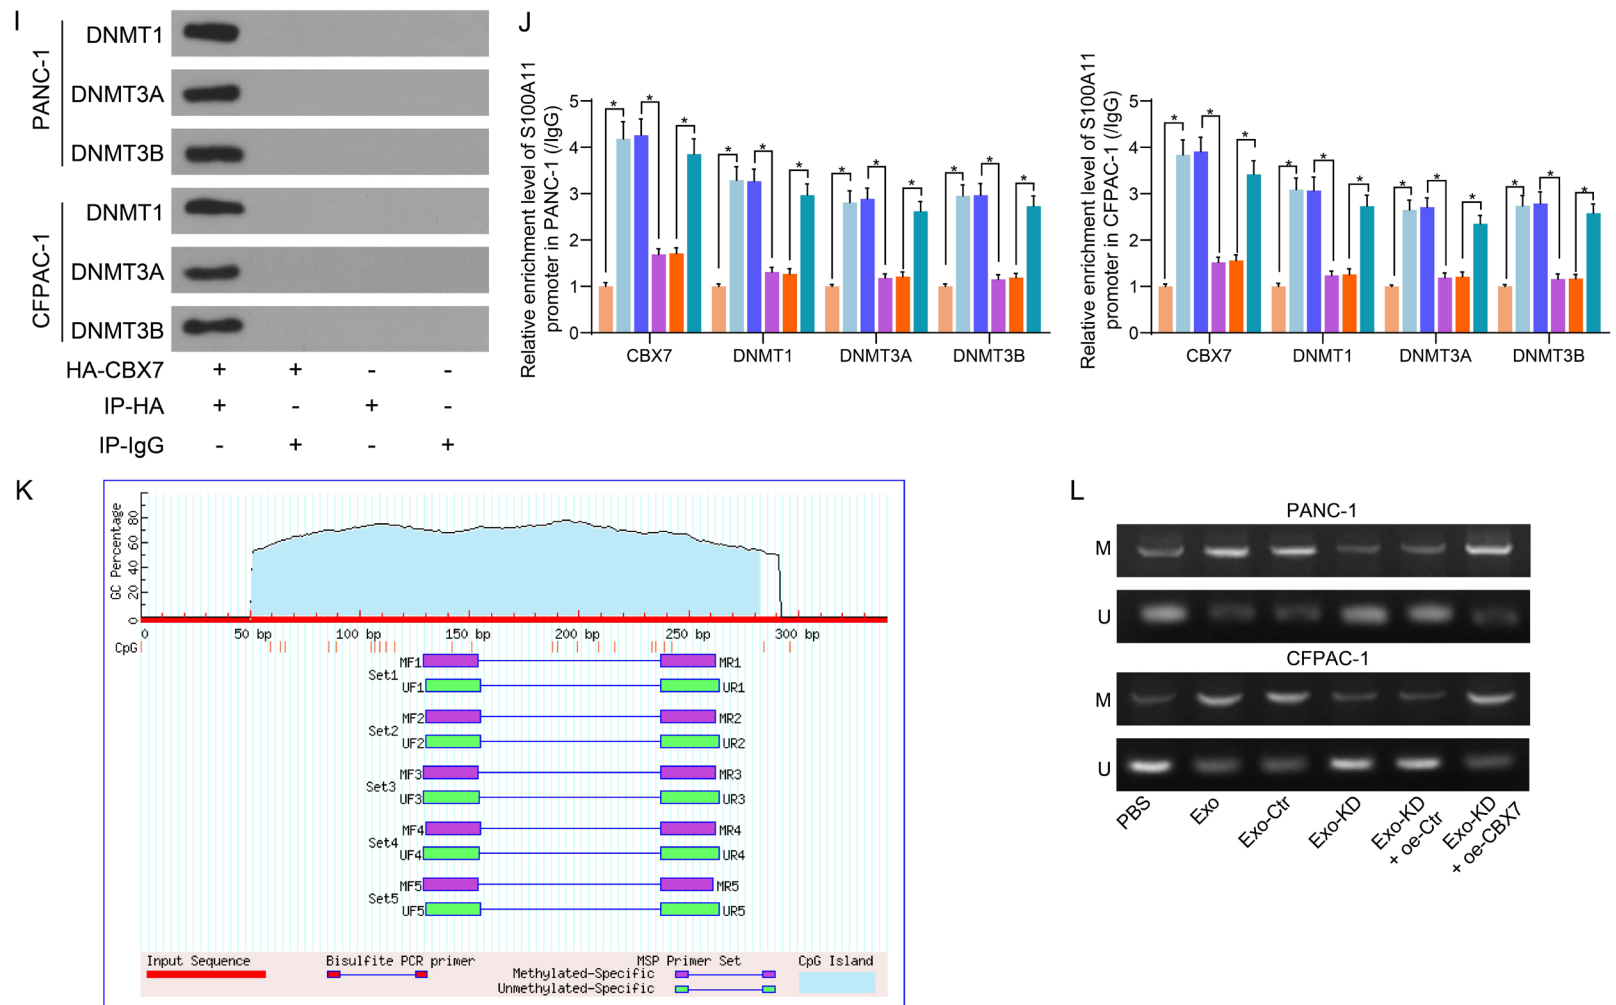 I
PANC-1
DNMT1
DNMT3A
DNMT3B
CFPAC-1
DNMT1
DNMT3A
DNMT3B
HA-CBX7 + + - -
IP-HA + - + -
IP-IgG - + - +
J
Relative enrichment level of S100A11
promoter in PANC-1 (/IgG)
5
4
3
2
1
0
* * *
* * *
* * *
* * *
CBX7 DNMT1 DNMT3A DNMT3B
Relative enrichment level of S100A11
promoter in CFPAC-1 (/IgG)
5
4
3
2
1
0
* * *
* * *
* * *
* * *
CBX7 DNMT1 DNMT3A DNMT3B
K
GC Percentage
80
60
40
20
0
0 50 bp 100 bp 150 bp 200 bp 250 bp 300 bp
CpG
Set1
MF1 MR1
UF1 UR1
Set2
MF2 MR2
UF2 UR2
Set3
MF3 MR3
UF3 UR3
Set4
MF4 MR4
UF4 UR4
Set5
MF5 MR5
UF5 UR5
Input Sequence
Bisulfite PCR primer
MSP Primer Set
Methylated-Specific
Unmethylated-Specific
CpG Island
L
PANC-1
M
U
CFPAC-1
M
U
PBS
Exo
Exo-Ctr
Exo-KD
Exo-KD
+ oe-Ctr
Exo-KD
+ oe-CBX7